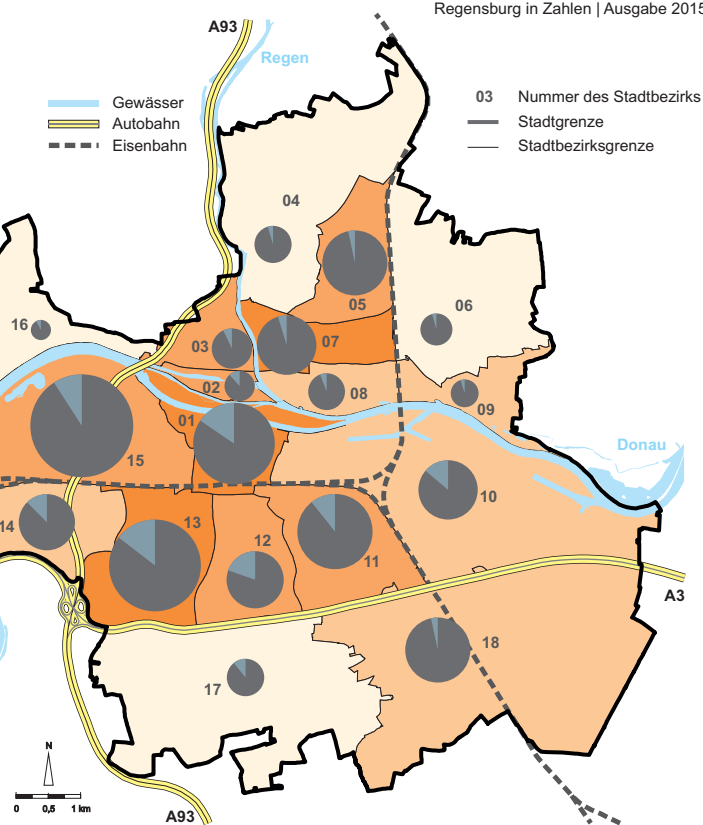 Regensburg in Zahlen | Ausgabe 2015
A93
Regen
Gewässer
Autobahn
Eisenbahn
03 Nummer des Stadtbezirks
Stadtgrenze
Stadtbezirksgrenze
04
05
06
16
03
07
02
08
09
01
15
Donau
10
14
13
12
11
A3
18
17
N
0 0,5 1 km
A93